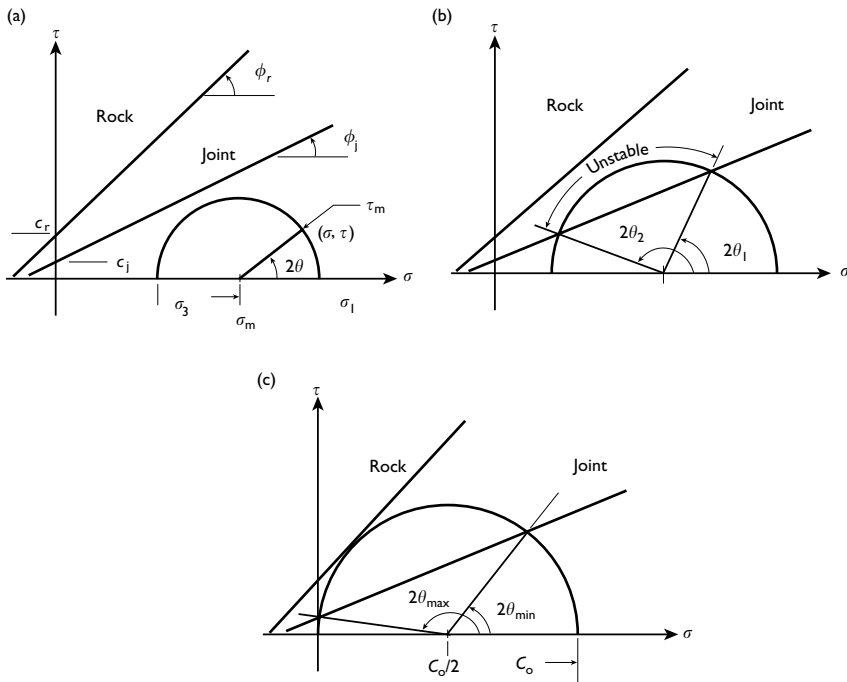 (a)
τ
ϕr
Rock
Joint
ϕj
cr
τm
(σ, τ)
cj
2θ
σ
σ3
σ1
σm
(b)
τ
Rock
Joint
Unstable
2θ2
2θ1
σ
(c)
τ
Rock
Joint
2θmax
2θmin
σ
Co/2
Co